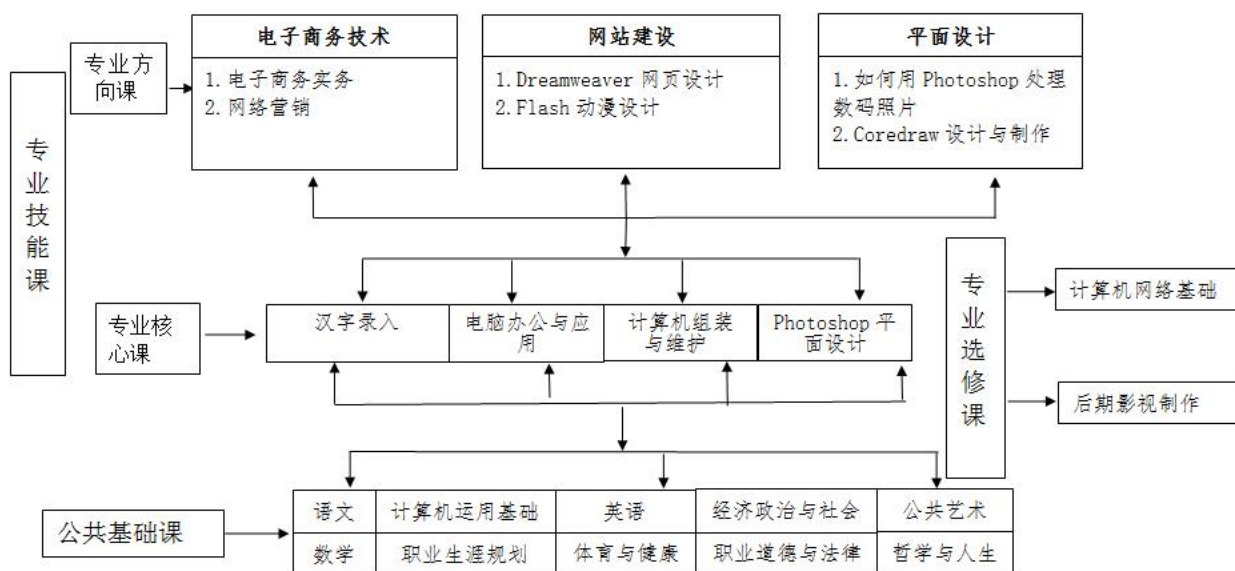 电子商务技术
网站建设
平面设计
专业方
向课
1.电子商务实务
2.网络营销
1.Dreamweaver 网页设计
2.Flash 动漫设计
1.如何用 Photoshop 处理
数码照片
2.Coredraw 设计与制作
专
业
技
能
课
专业核
心课
汉字录入
电脑办公与应
用
计算机组装
与维护
Photoshop 平
面设计
专
业
选
修
课
计算机网络基础
后期影视制作
公共基础课
语文
计算机运用基础
英语
经济政治与社会
公共艺术
数学
职业生涯规划
体育与健康
职业道德与法律
哲学与人生